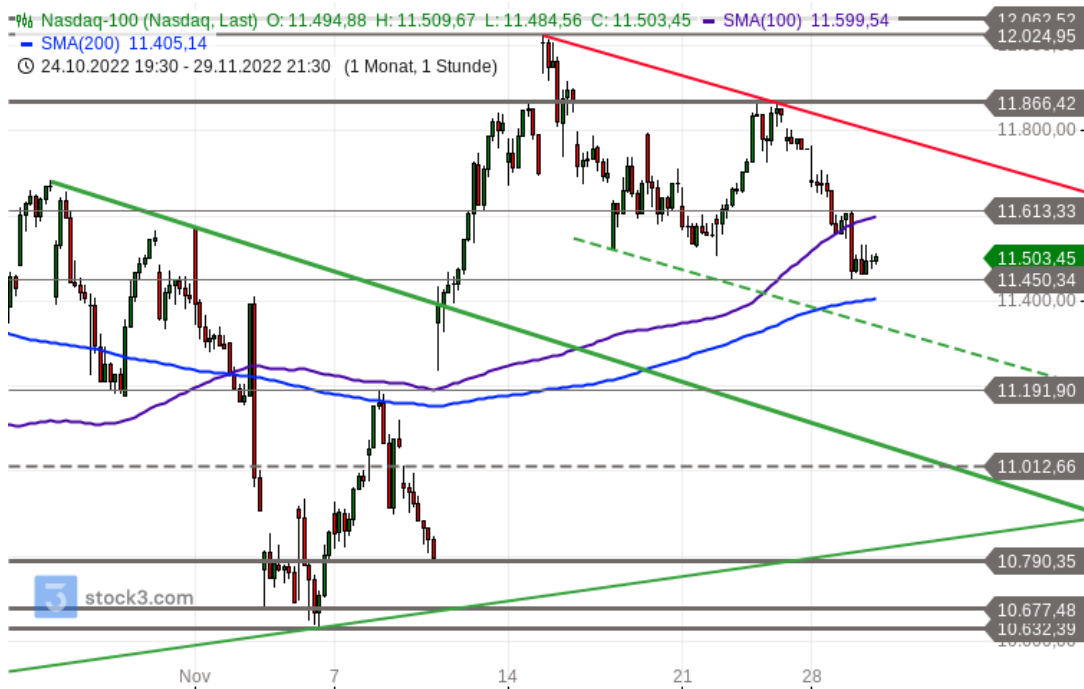 Nasdaq-100 (Nasdaq, Last) O: 11.494,88 H: 11.509,67 L: 11.484,56 C: 11.503,45 SMA(100) 11.599,54
SMA(200) 11.405,14
24.10.2022 19:30 - 29.11.2022 21:30 (1 Monat, 1 Stunde)
12.062,52
12.024,95
11.866,42
11.800,00
11.613,33
11.503,45
11.450,34
11.400,00
11.191,90
11.012,66
10.790,35
10.677,48
10.632,39
stock3.com
Nov 7 14 21 28